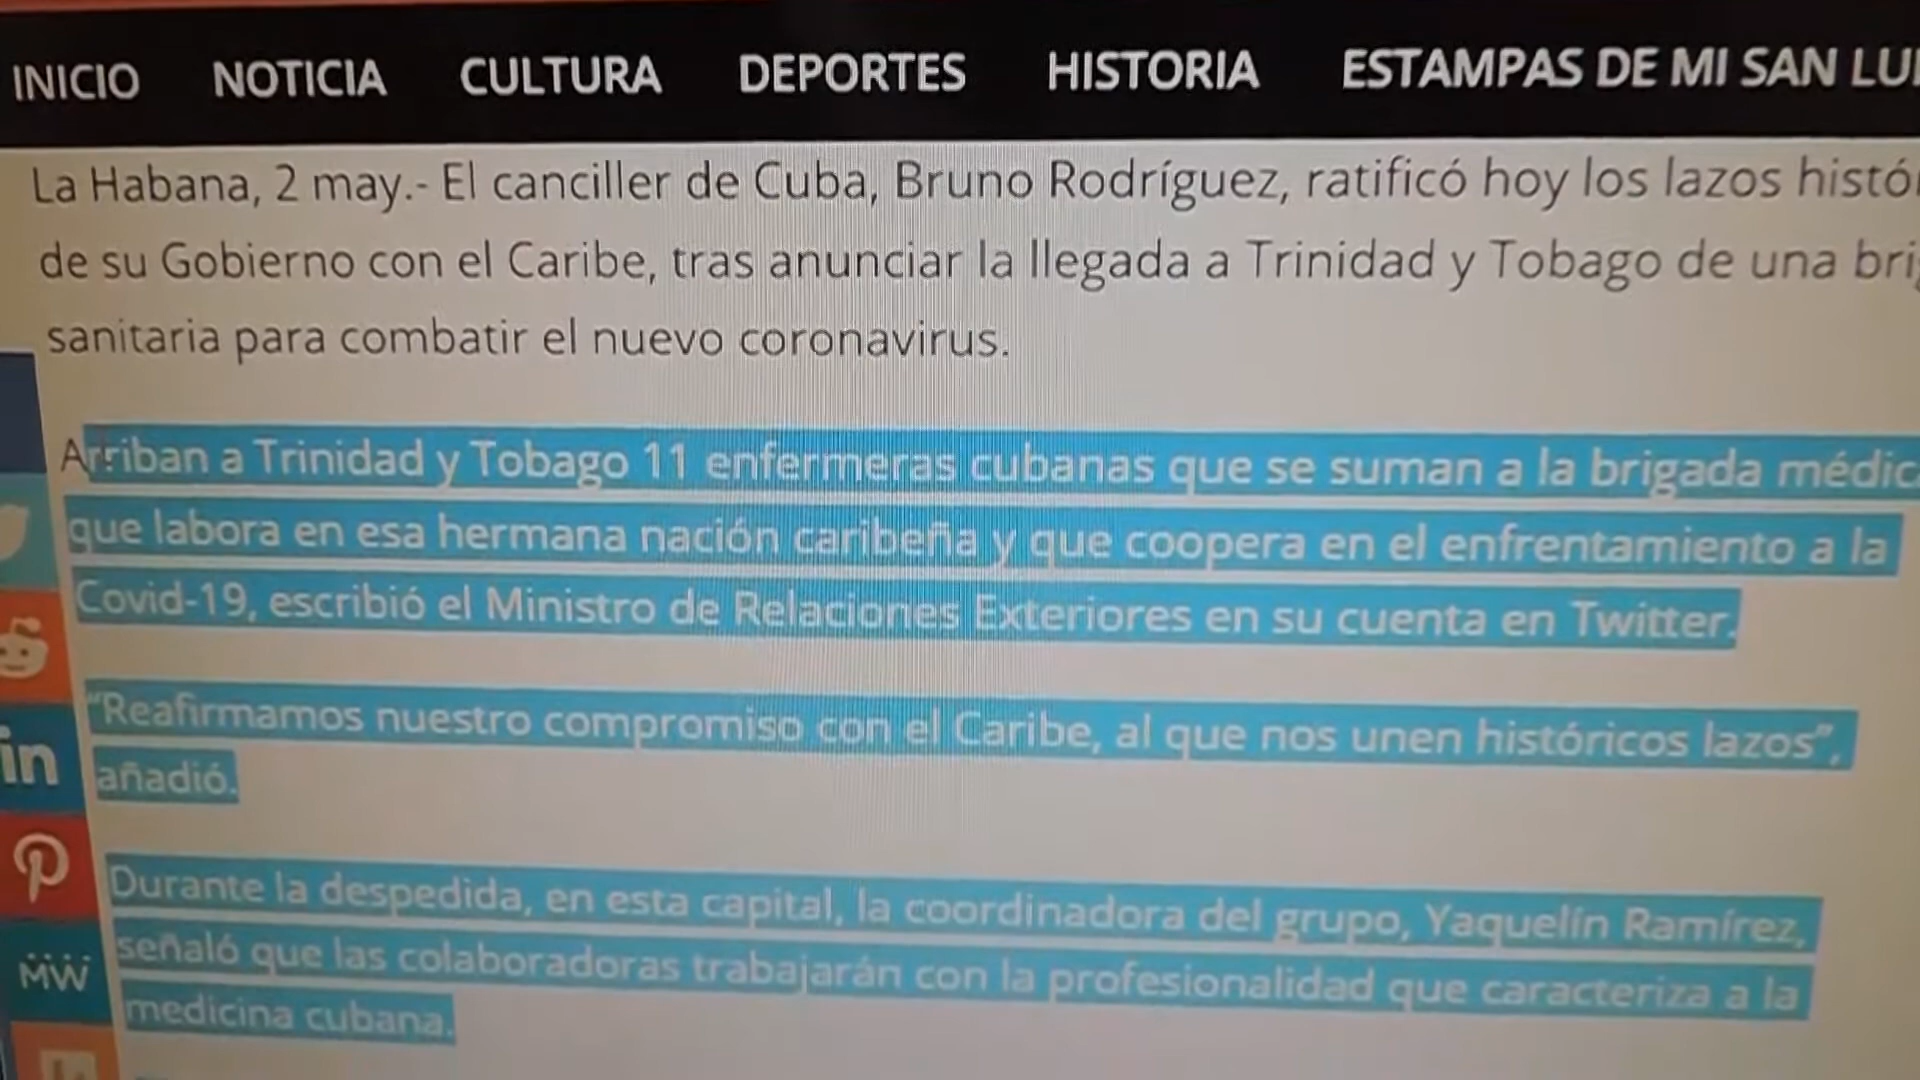 INICIO NOTICIA CULTURA DEPORTES HISTORIA ESTAMPAS DE MI SAN
La Habana, 2 may.- El canciller de Cuba, Bruno Rodríguez, ratificó hoy los lazos
de su Gobierno con el Caribe, tras anunciar la llegada a Trinidad y Tobago de una
sanitaria para combatir el nuevo coronavirus.
Arriban a Trinidad y Tobago 11 enfermeras cubanas que se suman a la brigada
que labora en esa hermana nación caribeña y que coopera en el enfrentamiento a la
Covid-19, escribió el Ministro de Relaciones Exteriores en su cuenta en Twitter.
“Reafirmamos nuestro compromiso con el Caribe, al que nos unen históricos lazos”,
añadió.
in
Durante la despedida, en esta capital, la coordinadora del grupo, Yaquelín Ramírez,
señaló que las colaboradoras trabajarán con la profesionalidad que caracteriza a la
medicina cubana.
MW